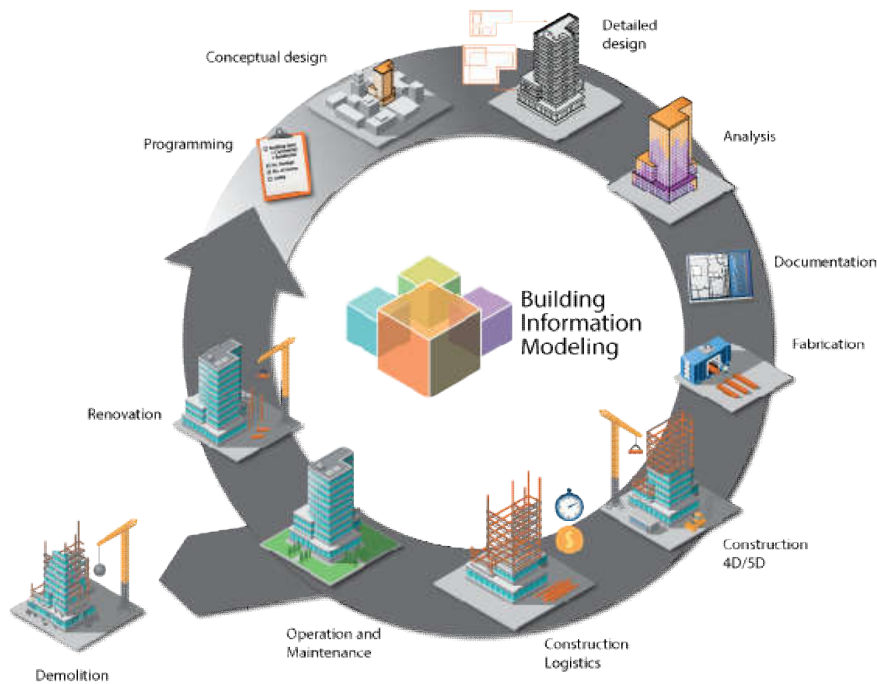 Conceptual design
Detailed
design
Programming
Analysis
Documentation
Building
Information
Modeling
Fabrication
Renovation
Construction
4D/5D
Operation and
Maintenance
Construction
Logistics
Demolition
$